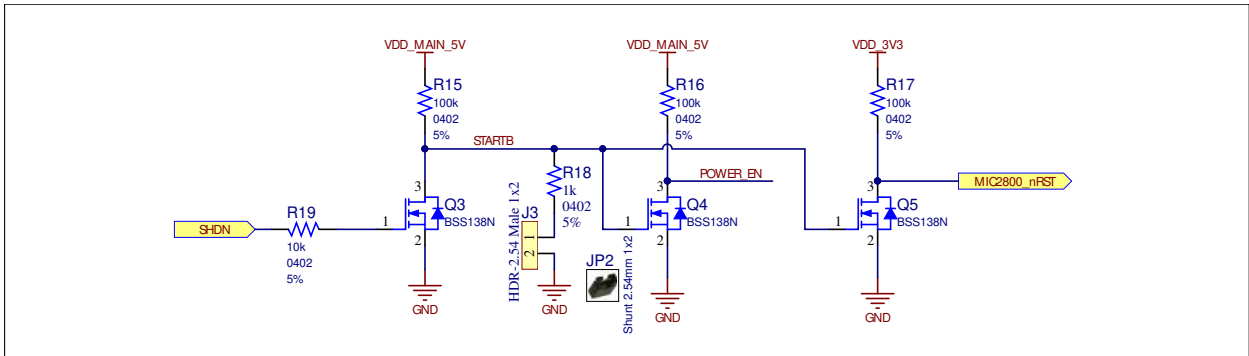 VDD_MAIN_5V
VDD_MAIN_5V
VDD_3V3
R15
100k
0402
5%
R16
100k
0402
5%
R17
100k
0402
5%
STARTB
R18
1k
0402
5%
POWER_EN
MIC2800_nRST
3
Q3
BSS138N
1
2
3
Q4
BSS138N
1
2
3
Q5
BSS138N
1
2
SHDN
R19
10k
0402
5%
J3
1
2
HDR-2.54 Male 1x2
JP2
Shunt 2.54mm 1x2
GND
GND
GND
GND